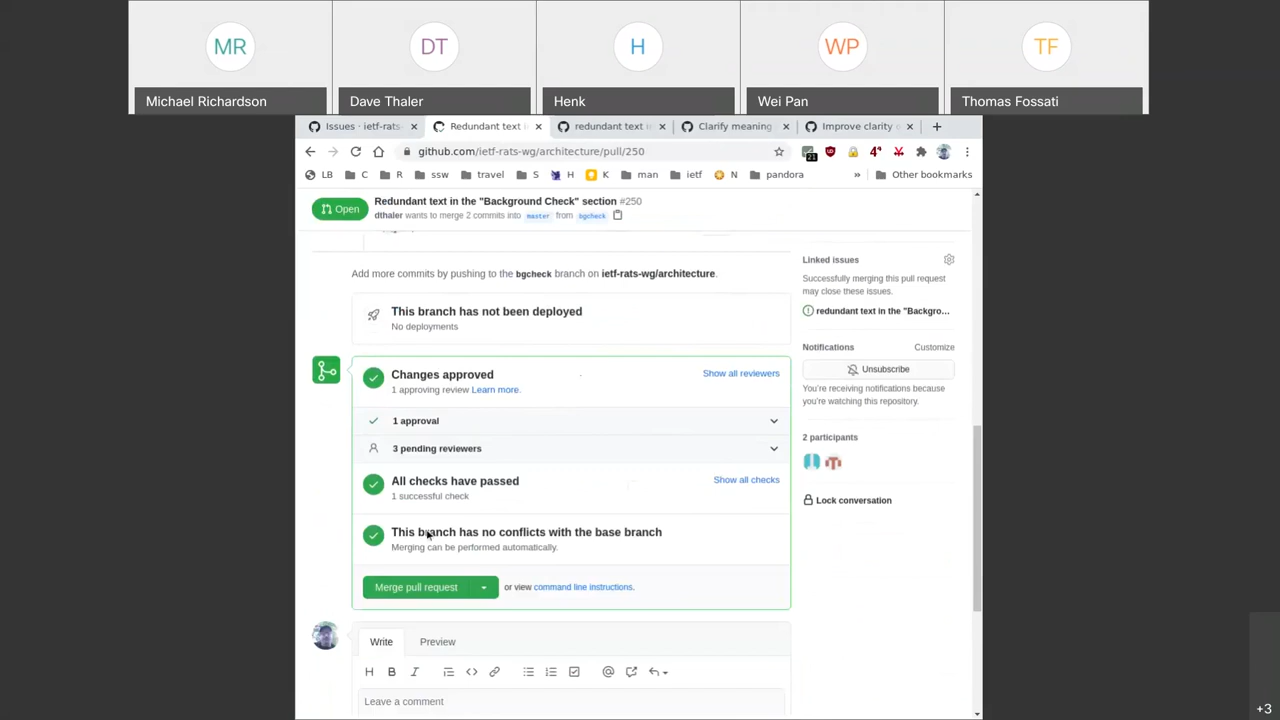 MR
DT
H
WP
TF
Michael Richardson
Dave Thaler
Henk
Wei Pan
Thomas Fossati
Issues · ietf-rats-
Redundant text i
redundant text i
Clarify meaning
Improve clarity o
github.com/ietf-rats-wg/architecture/pull/250
21
LB
C
R
ssw
travel
S
H
K
man
ietf
N
pandora
»
Other bookmarks
Open
Redundant text in the "Background Check" section #250
dthaler wants to merge 2 commits into master from bgcheck
Add more commits by pushing to the bgcheck branch on ietf-rats-wg/architecture.
This branch has not been deployed
No deployments
Changes approved
Show all reviewers
1 approving review Learn more.
1 approval
3 pending reviewers
All checks have passed
Show all checks
1 successful check
This branch has no conflicts with the base branch
Merging can be performed automatically.
Merge pull request
or view command line instructions.
Write
Preview
H B I
Leave a comment
Linked issues
Successfully merging this pull request
may close these issues.
redundant text in the "Backgro...
Notifications
Customize
Unsubscribe
You're receiving notifications because
you're watching this repository.
2 participants
Lock conversation
+3